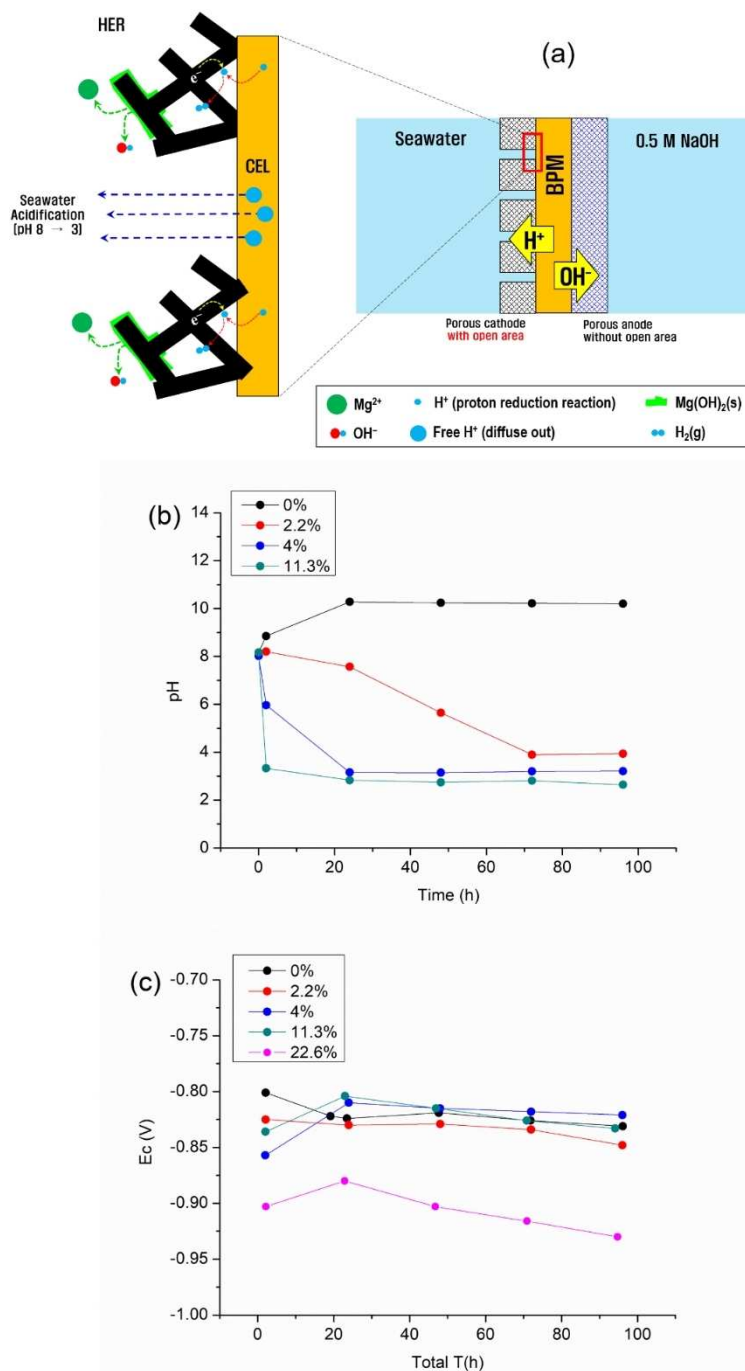 HER
(a)
e⁻
CEL
Seawater
Acidification
[pH 8 → 3]
Seawater
BPM
0.5 M NaOH
H⁺
OH⁻
e⁻
Porous cathode
with open area
Porous anode
without open area
Mg²⁺
H⁺ (proton reduction reaction)
Mg(OH)₂(s)
OH⁻
Free H⁺ (diffuse out)
H₂(g)
(b)
0%
2.2%
4%
11.3%
14
12
10
8
6
4
2
0
pH
0
20
40
60
80
100
Time (h)
(c)
0%
2.2%
4%
11.3%
22.6%
-0.70
-0.75
-0.80
-0.85
-0.90
-0.95
-1.00
Ec (V)
0
20
40
60
80
100
Total T(h)